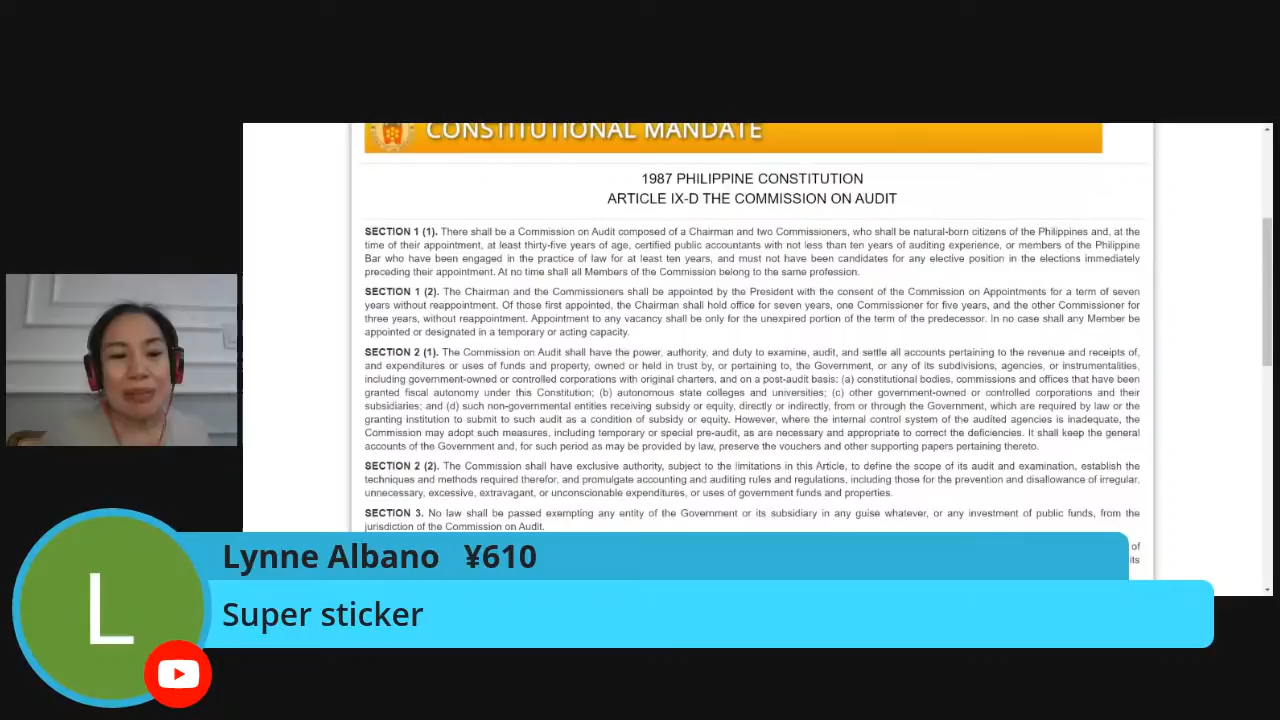 CONSTITUTIONAL MANDATE
1987 PHILIPPINE CONSTITUTION
ARTICLE IX-D THE COMMISSION ON AUDIT
SECTION 1 (1). There shall be a Commission on Audit composed of a Chairman and two Commissioners, who shall be natural-born citizens of the Philippines and, at the
time of their appointment, at least thirty-five years of age, certified public accountants with not less than ten years of auditing experience, or members of the Philippine
Bar who have been engaged in the practice of law for at least ten years, and must not have been candidates for any elective position in the elections immediately
preceding their appointment. At no time shall all Members of the Commission belong to the same profession.
SECTION 1 (2). The Chairman and the Commissioners shall be appointed by the President with the consent of the Commission on Appointments for a term of seven
years without reappointment. Of those first appointed, the Chairman shall hold office for seven years, one Commissioner for five years, and the other Commissioner for
three years, without reappointment. Appointment to any vacancy shall be only for the unexpired portion of the term of the predecessor. In no case shall any Member be
appointed or designated in a temporary or acting capacity.
SECTION 2 (1). The Commission on Audit shall have the power, authority, and duty to examine, audit, and settle all accounts pertaining to the revenue and receipts of,
and expenditures or uses of funds and property, owned or held in trust by, or pertaining to, the Government, or any of its subdivisions, agencies, or instrumentalities,
including government-owned or controlled corporations with original charters, and on a post-audit basis: (a) constitutional bodies, commissions and offices that have been
granted fiscal autonomy under this Constitution; (b) autonomous state colleges and universities; (c) other government-owned or controlled corporations and their
subsidiaries; and (d) such non-governmental entities receiving subsidy or equity, directly or indirectly, from or through the Government, which are required by law or the
granting institution to submit to such audit as a condition of subsidy or equity. However, where the internal control system of the audited agencies is inadequate, the
Commission may adopt such measures, including temporary or special pre-audit, as are necessary and appropriate to correct the deficiencies. It shall keep the general
accounts of the Government and, for such period as may be provided by law, preserve the vouchers and other supporting papers pertaining thereto.
SECTION 2 (2). The Commission shall have exclusive authority, subject to the limitations in this Article, to define the scope of its audit and examination, establish the
techniques and methods required therefor, and promulgate accounting and auditing rules and regulations, including those for the prevention and disallowance of irregular,
unnecessary, excessive, extravagant, or unconscionable expenditures, or uses of government funds and properties.
SECTION 3. No law shall be passed exempting any entity of the Government or its subsidiary in any guise whatever, or any investment of public funds, from the
jurisdiction of the Commission on Audit.
of
its
Lynne Albano ¥610
Super sticker
L